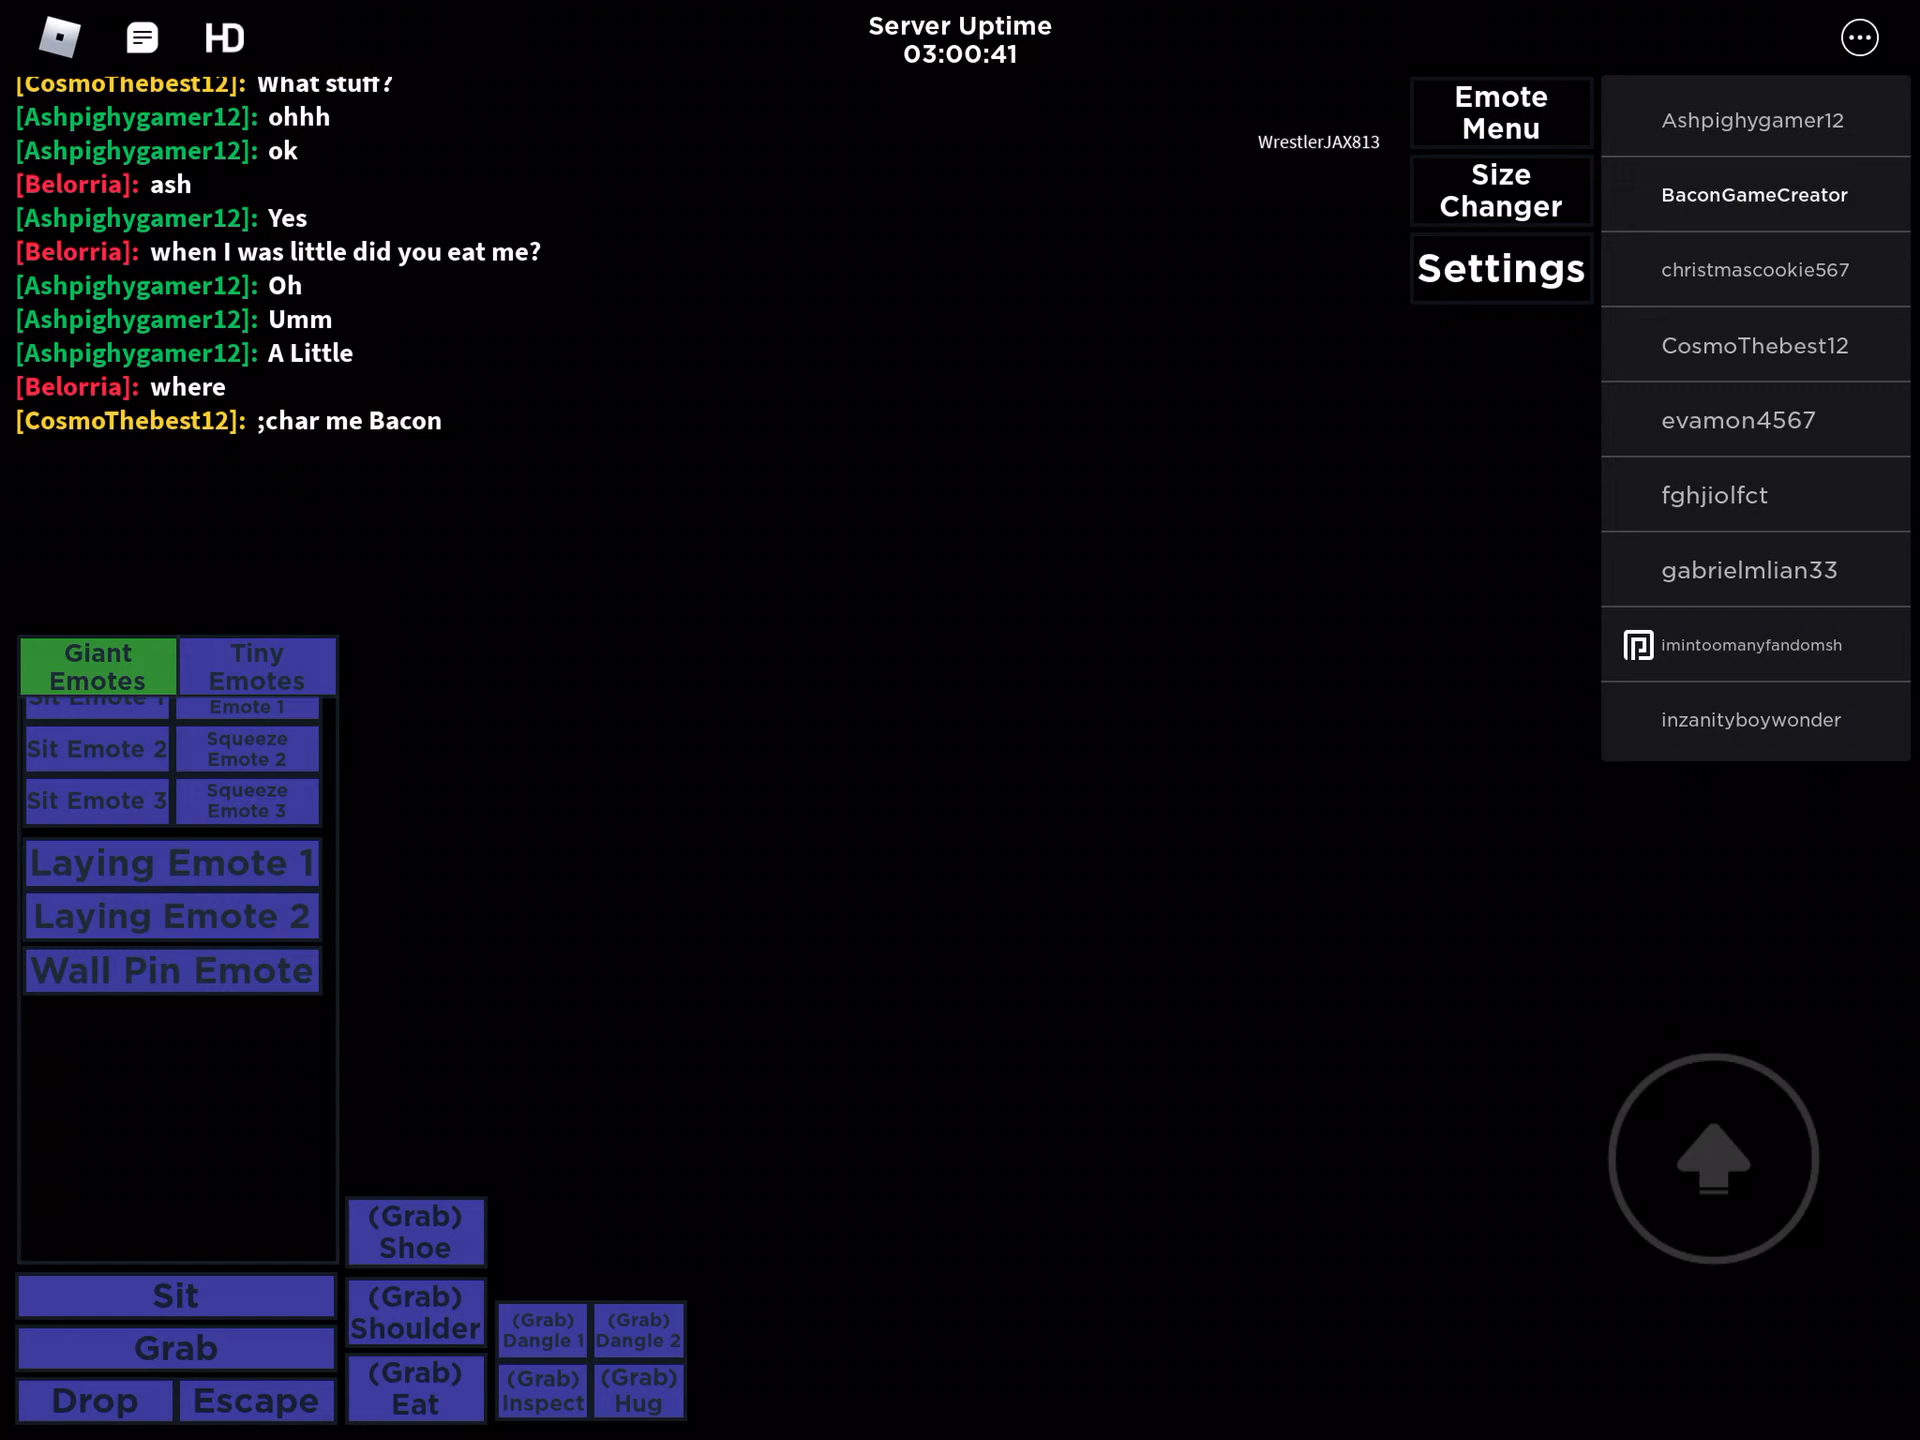 HD
Server Uptime
03:00:41
[CosmoThebest12]: What stuff?
[Ashpighygamer12]: ohhh
[Ashpighygamer12]: ok
[Belorria]: ash
[Ashpighygamer12]: Yes
[Belorria]: when I was little did you eat me?
[Ashpighygamer12]: Oh
[Ashpighygamer12]: Umm
[Ashpighygamer12]: A Little
[Belorria]: where
[CosmoThebest12]: ;char me Bacon
WrestlerJAX813
Emote
Menu
Size
Changer
Settings
Ashpighygamer12
BaconGameCreator
christmascookie567
CosmoThebest12
evamon4567
fghjiolfct
gabrielmlian33
imintoomanyfandomsh
inzanityboywonder
Giant
Emotes
Tiny
Emotes
Sit Emote 1
Emote 1
Sit Emote 2
Squeeze
Emote 2
Sit Emote 3
Squeeze
Emote 3
Laying Emote 1
Laying Emote 2
Wall Pin Emote
Sit
Grab
Drop
Escape
(Grab)
Shoe
(Grab)
Shoulder
(Grab)
Eat
(Grab)
Dangle 1
(Grab)
Dangle 2
(Grab)
Inspect
(Grab)
Hug